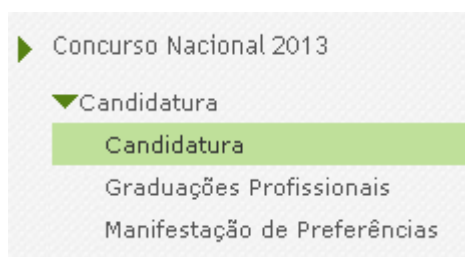 Concurso Nacional 2013
Candidatura
Candidatura
Graduações Profissionais
Manifestação de Preferências